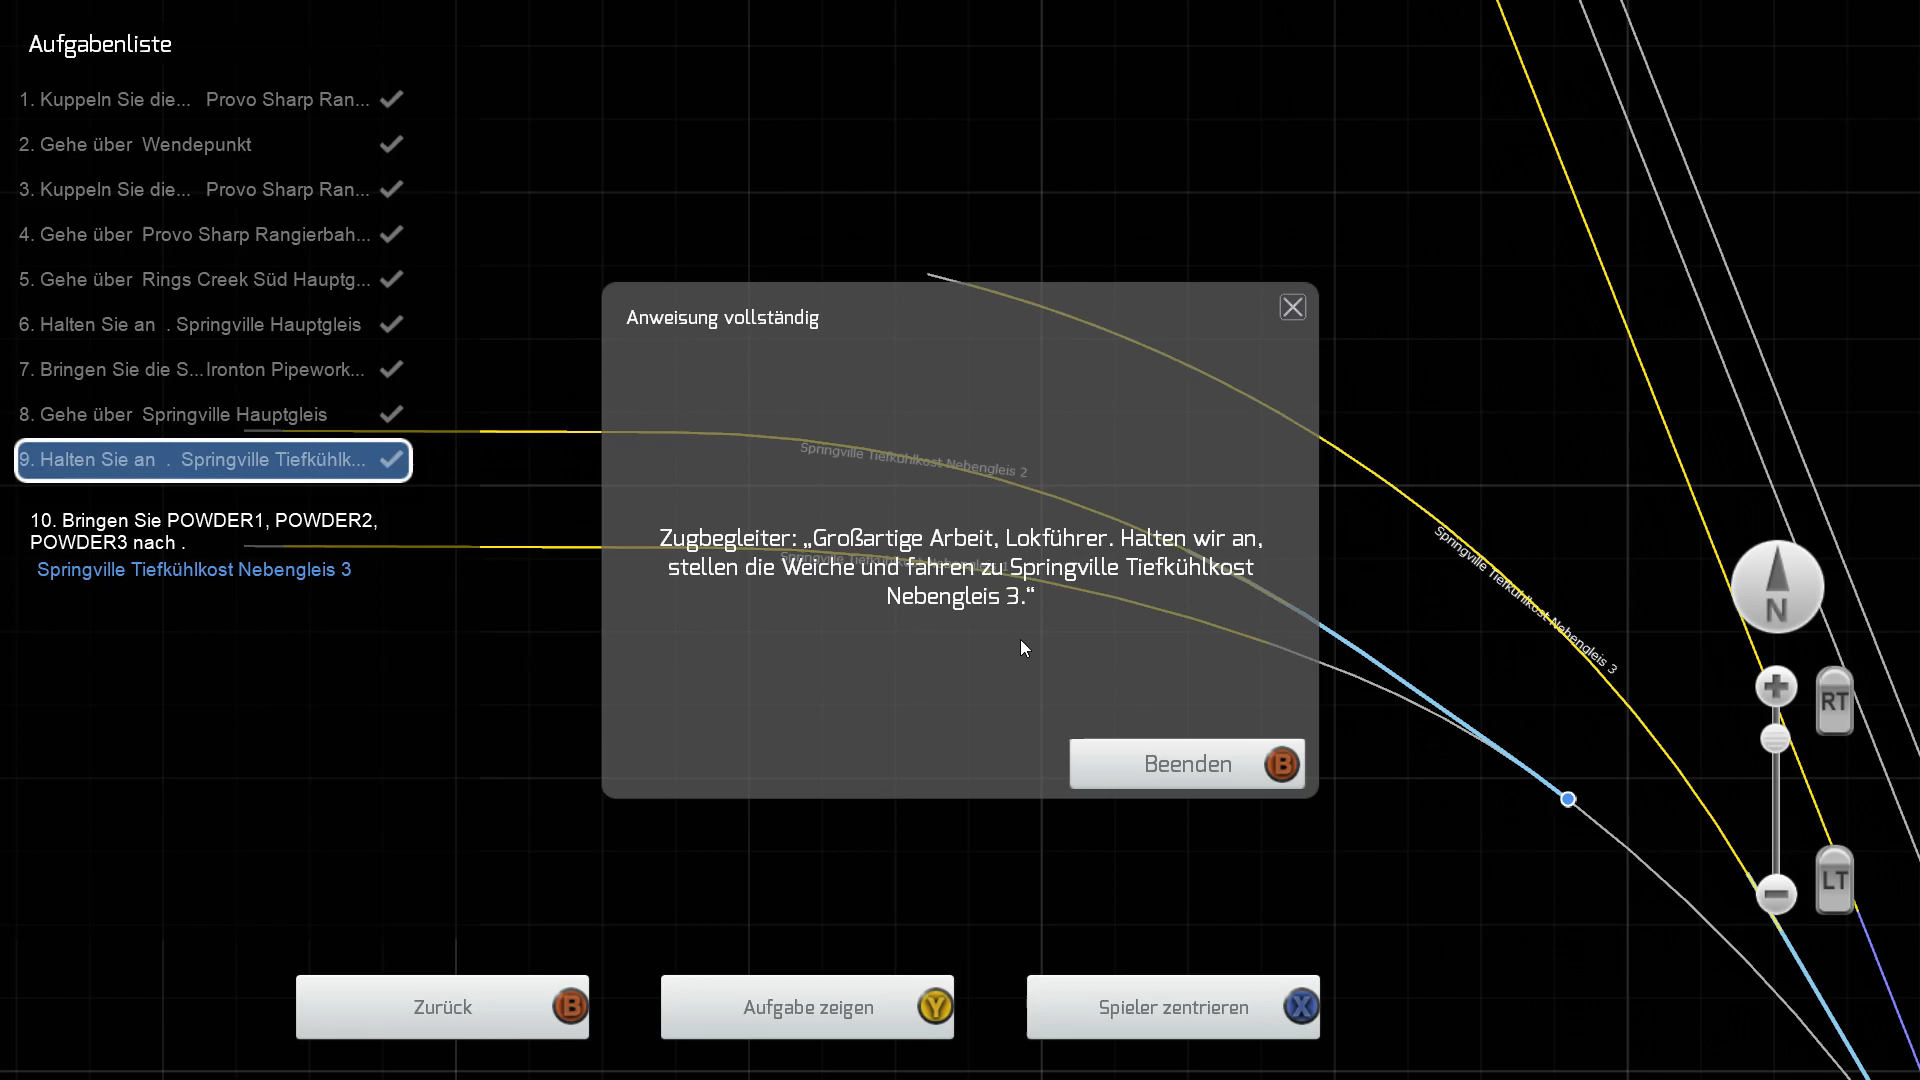 Aufgabenliste
1. Kuppeln Sie die... Provo Sharp Ran...
2. Gehe über Wendepunkt
3. Kuppeln Sie die... Provo Sharp Ran...
4. Gehe über Provo Sharp Rangierbah...
5. Gehe über Rings Creek Süd Hauptg...
6. Halten Sie an . Springville Hauptgleis
7. Bringen Sie die S...Ironton Pipework...
8. Gehe über Springville Hauptgleis
9. Halten Sie an . Springville Tiefkühlk...
10. Bringen Sie POWDER1, POWDER2,
POWDER3 nach .
Springville Tiefkühlkost Nebengleis 3
Anweisung vollständig
Springville Tiefkühlkost Nebengleis 2
Zugbegleiter: „Großartige Arbeit, Lokführer. Halten wir an,
stellen die Weiche und fahren zu Springville Tiefkühlkost
Nebengleis 3.“
Springville Tiefkühlkost Nebengleis 3
Beenden B
N
RT
LT
Zurück B
Aufgabe zeigen Y
Spieler zentrieren X